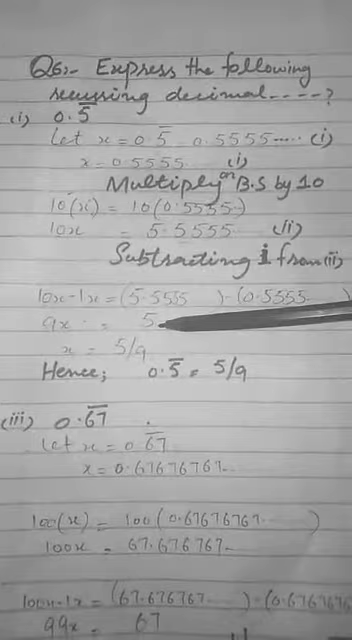 Q6:- Express the following
recurring decimal.....?
(i) 0.5̅
Let x = 0.5̅ 0.5555..... (i)
x = 0.5555 (i)
Multiply on B.S by 10
10(x) = 10(0.5555..)
10x = 5.5555 (ii)
Subtracting i from (ii)
10x-1x = (5.5555 )-(0.5555
9x = 5
x = 5/9
Hence; 0.5̅ = 5/9
(iii) 0.6̅7̅
Let x = 0.6̅7̅
x = 0.67676767..
100(x) = 100(0.67676767.. )
100x = 67.676767..
100x-1x = (67.676767... )-(0.676767
99x = 67